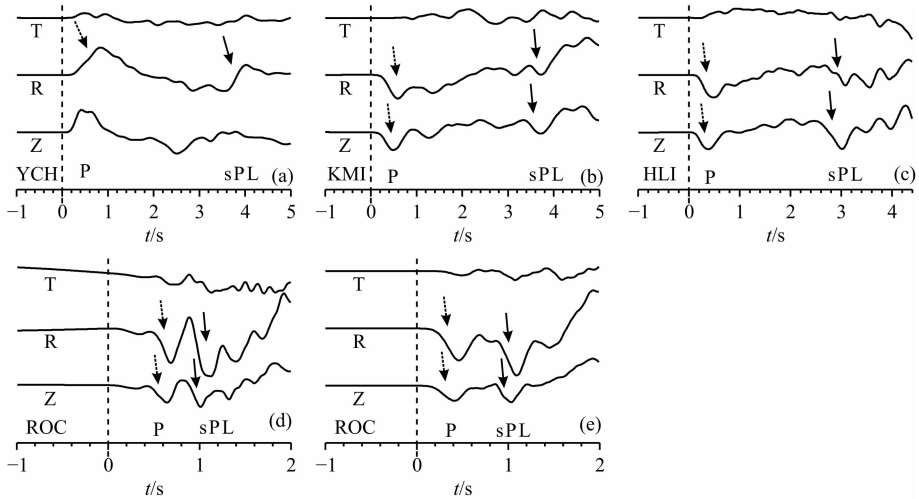 T
R
Z
YCH P sPL (a)
−1 0 1 2 3 4 5
t/s
T
R
Z
KMI P sPL (b)
−1 0 1 2 3 4 5
t/s
T
R
Z
HLI P sPL (c)
−1 0 1 2 3 4
t/s
T
R
Z
ROC P sPL (d)
−1 0 1 2
t/s
T
R
Z
ROC P sPL (e)
−1 0 1 2
t/s